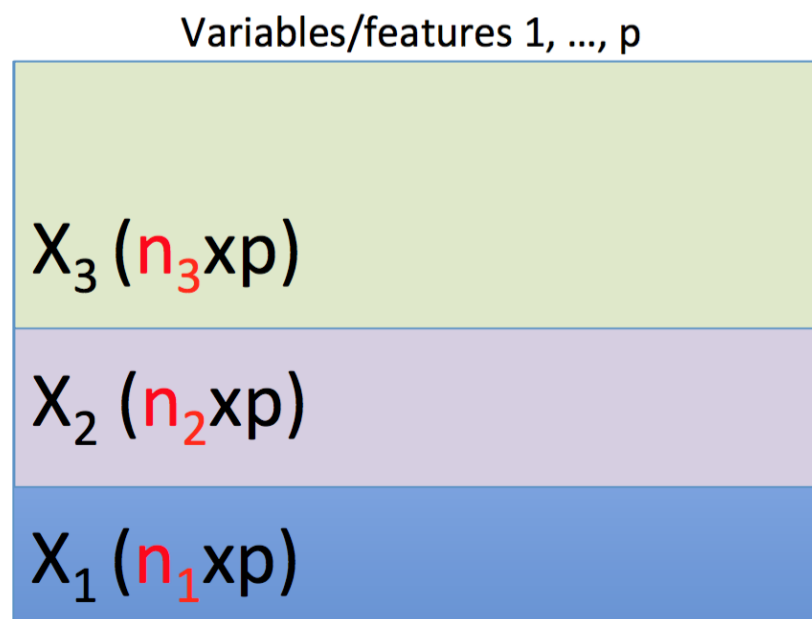 Variables/features 1, ..., p
X₃ (n₃xp)
X₂ (n₂xp)
X₁ (n₁xp)